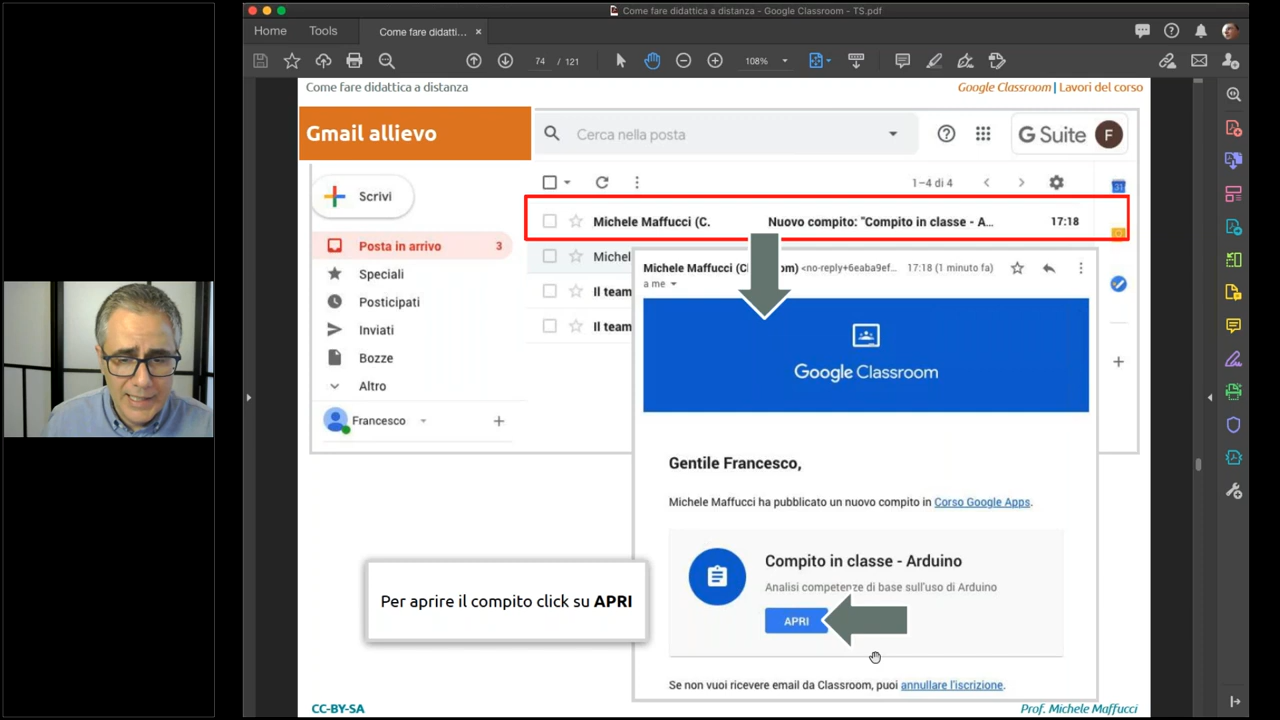 Come fare didattica a distanza - Google Classroom - TS.pdf
Home
Tools
Come fare didatti...
×
74 / 121
108%
Come fare didattica a distanza
Google Classroom | Lavori del corso
Gmail allievo
Cerca nella posta
G Suite
F
Scrivi
1–4 di 4
31
Michele Maffucci (C.
Nuovo compito: "Compito in classe - A…
17:18
Posta in arrivo
3
Michel
Speciali
Il team
Posticipati
Il team
Inviati
Bozze
Altro
Francesco
Michele Maffucci (Cl
om) <no-reply+6eaba9ef…
17:18 (1 minuto fa)
a me
Google Classroom
Gentile Francesco,
Michele Maffucci ha pubblicato un nuovo compito in Corso Google Apps.
Compito in classe - Arduino
Analisi competenze di base sull'uso di Arduino
APRI
Per aprire il compito click su APRI
Se non vuoi ricevere email da Classroom, puoi annullare l'iscrizione.
CC-BY-SA
Prof. Michele Maffucci